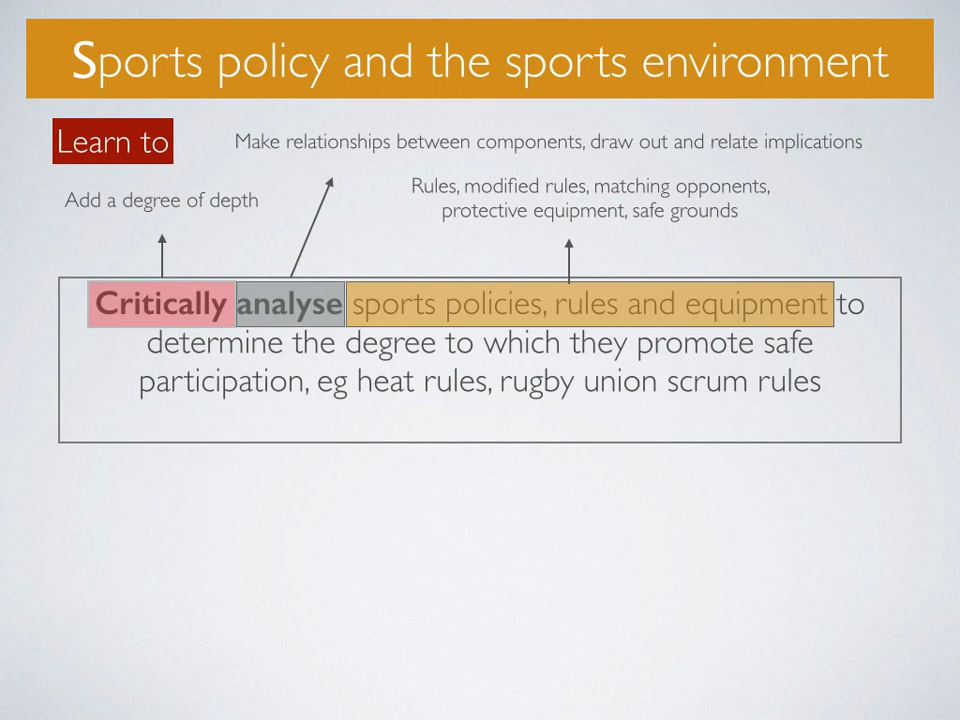 Sports policy and the sports environment
Learn to
Make relationships between components, draw out and relate implications
Add a degree of depth
Rules, modified rules, matching opponents,
protective equipment, safe grounds
Critically analyse sports policies, rules and equipment to
determine the degree to which they promote safe
participation, eg heat rules, rugby union scrum rules